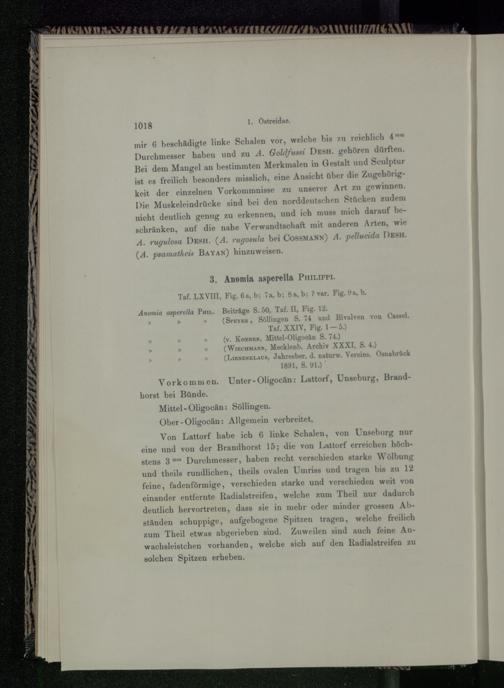 1018
1. Ostreidae.
mir 6 beschädigte linke Schalen vor, welche bis zu reichlich 4ᵐᵐ
Durchmesser haben und zu A. Goldfussi DESH. gehören dürften.
Bei dem Mangel an bestimmten Merkmalen in Gestalt und Sculptur
ist es freilich besonders misslich, eine Ansicht über die Zugehörig-
keit der einzelnen Vorkommnisse zu unserer Art zu gewinnen.
Die Muskeleindrücke sind bei den norddeutschen Stücken zudem
nicht deutlich genug zu erkennen, und ich muss mich darauf be-
schränken, auf die nahe Verwandtschaft mit anderen Arten, wie
A. rugulosa DESH. (A. rugosula bei COSSMANN) A. pellucida DESH.
(A. psamatheis BAYAN) hinzuweisen.
3. Anomia asperella PHILIPPI.
Taf. LXVIII, Fig. 6a, b; 7a, b; 8a, b; ? var. Fig. 9a, b.
Anomia asperella PHIL. Beiträge S. 50, Taf. II, Fig. 12.
" " " (SPEYER, Söllingen S. 74 und Bivalven von Cassel.
Taf. XXIV, Fig. 1—5.)
" " " (v. KOENEN, Mittel-Oligocän S. 74.)
" " " (WIECHMANN, Mecklenb. Archiv XXXI, S. 4.)
" " " (LIENENKLAUS, Jahresber. d. naturw. Vereins. Osnabrück
1891, S. 91.)
Vorkommen. Unter-Oligocän: Lattorf, Unseburg, Brand-
horst bei Bünde.
Mittel-Oligocän: Söllingen.
Ober-Oligocän: Allgemein verbreitet.
Von Lattorf habe ich 6 linke Schalen, von Unseburg nur
eine und von der Brandhorst 15; die von Lattorf erreichen höch-
stens 3ᵐᵐ Durchmesser, haben recht verschieden starke Wölbung
und theils rundlichen, theils ovalen Umriss und tragen bis zu 12
feine, fadenförmige, verschieden starke und verschieden weit von
einander entfernte Radialstreifen, welche zum Theil nur dadurch
deutlich hervortreten, dass sie in mehr oder minder grossen Ab-
ständen schuppige, aufgebogene Spitzen tragen, welche freilich
zum Theil etwas abgerieben sind. Zuweilen sind auch feine An-
wachsleistchen vorhanden, welche sich auf den Radialstreifen zu
solchen Spitzen erheben.